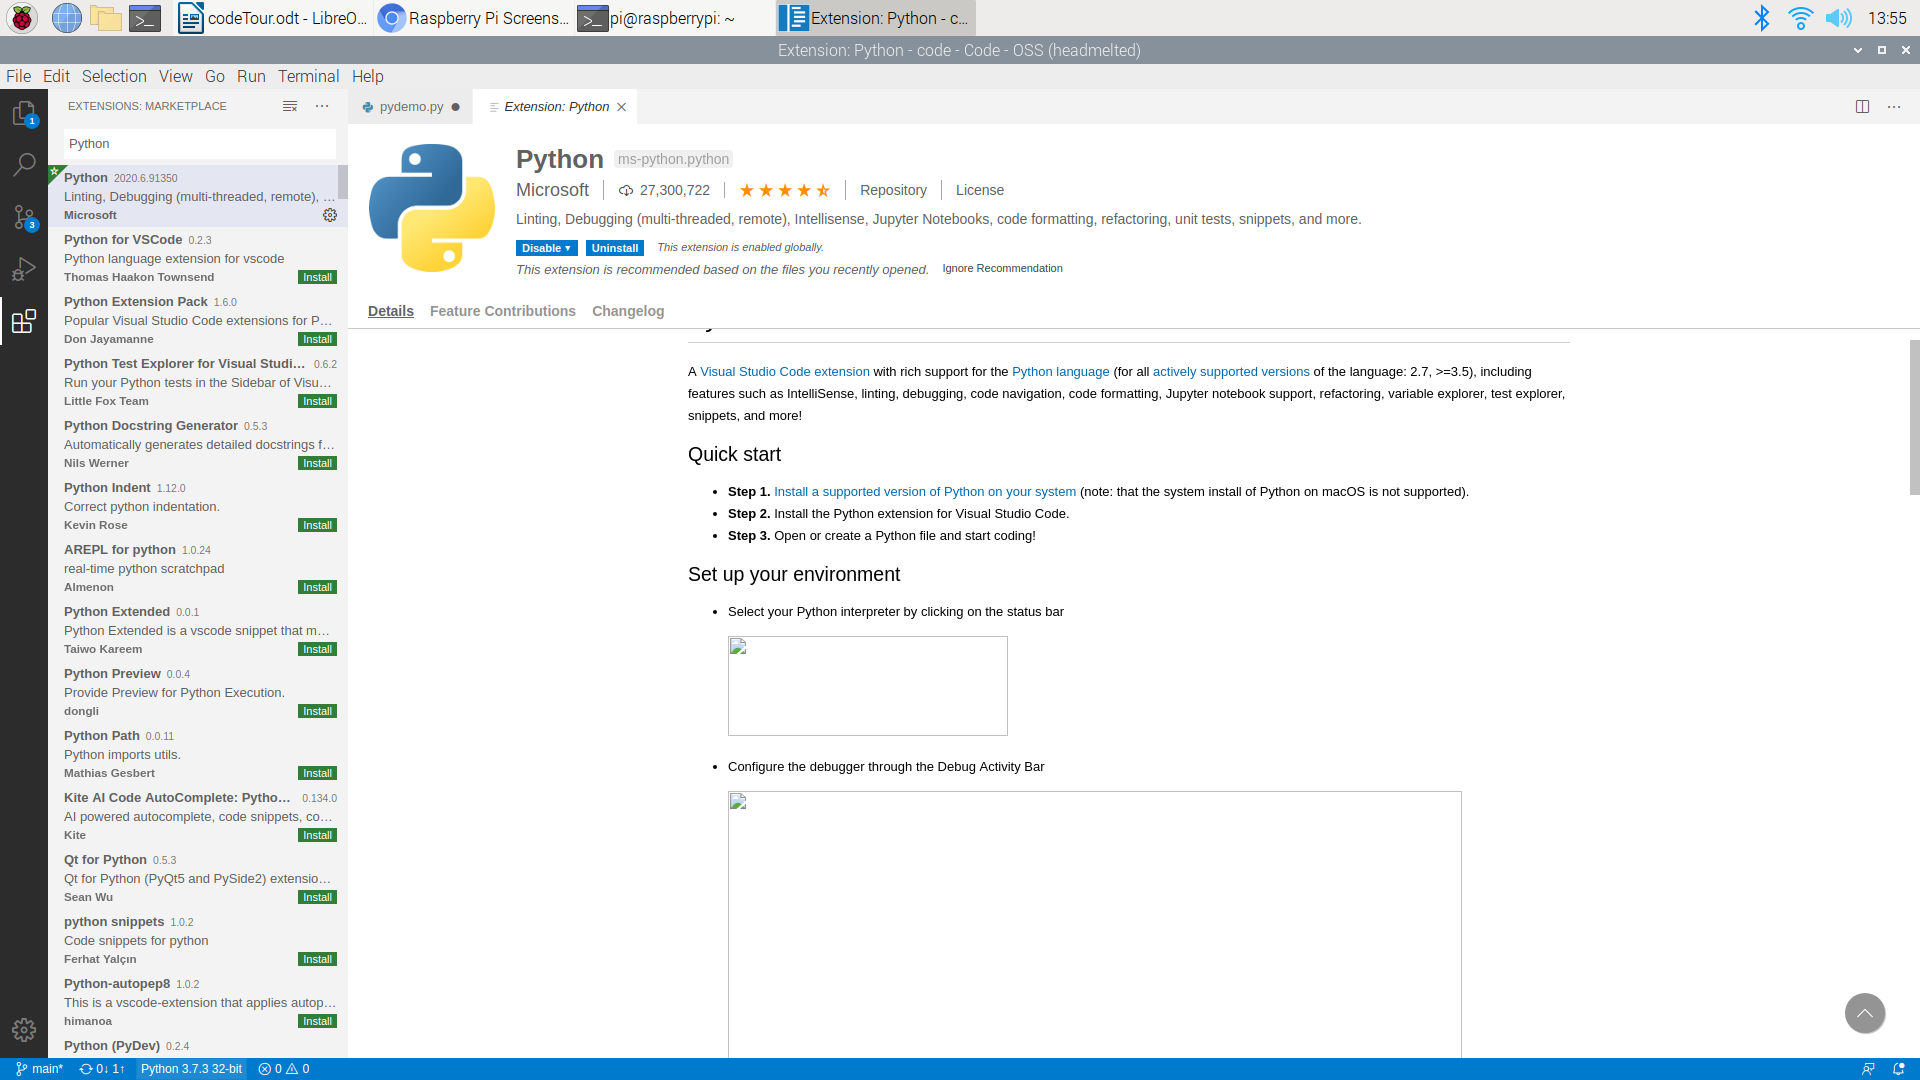 codeTour.odt - LibreO...
Raspberry Pi Screens...
pi@raspberrypi: ~
Extension: Python - c...
13:55
Extension: Python - code - Code - OSS (headmelted)
File Edit Selection View Go Run Terminal Help
EXTENSIONS: MARKETPLACE
Python
Python 2020.6.91350
Linting, Debugging (multi-threaded, remote), ...
Microsoft
Python for VSCode 0.2.3
Python language extension for vscode
Thomas Haakon Townsend Install
Python Extension Pack 1.6.0
Popular Visual Studio Code extensions for P...
Don Jayamanne Install
Python Test Explorer for Visual Studi... 0.6.2
Run your Python tests in the Sidebar of Visu...
Little Fox Team Install
Python Docstring Generator 0.5.3
Automatically generates detailed docstrings f...
Nils Werner Install
Python Indent 1.12.0
Correct python indentation.
Kevin Rose Install
AREPL for python 1.0.24
real-time python scratchpad
Almenon Install
Python Extended 0.0.1
Python Extended is a vscode snippet that m...
Taiwo Kareem Install
Python Preview 0.0.4
Provide Preview for Python Execution.
dongli Install
Python Path 0.0.11
Python imports utils.
Mathias Gesbert Install
Kite AI Code AutoComplete: Pytho... 0.134.0
AI powered autocomplete, code snippets, co...
Kite Install
Qt for Python 0.5.3
Qt for Python (PyQt5 and PySide2) extensio...
Sean Wu Install
python snippets 1.0.2
Code snippets for python
Ferhat Yalçın Install
Python-autopep8 1.0.2
This is a vscode-extension that applies autop...
himanoa Install
Python (PyDev) 0.2.4
1
3
pydemo.py
Extension: Python
Python ms-python.python
Microsoft 27,300,722 Repository License
Linting, Debugging (multi-threaded, remote), Intellisense, Jupyter Notebooks, code formatting, refactoring, unit tests, snippets, and more.
Disable Uninstall This extension is enabled globally.
This extension is recommended based on the files you recently opened. Ignore Recommendation
Details Feature Contributions Changelog
A Visual Studio Code extension with rich support for the Python language (for all actively supported versions of the language: 2.7, >=3.5), including
features such as IntelliSense, linting, debugging, code navigation, code formatting, Jupyter notebook support, refactoring, variable explorer, test explorer,
snippets, and more!
Quick start
• Step 1. Install a supported version of Python on your system (note: that the system install of Python on macOS is not supported).
• Step 2. Install the Python extension for Visual Studio Code.
• Step 3. Open or create a Python file and start coding!
Set up your environment
• Select your Python interpreter by clicking on the status bar
• Configure the debugger through the Debug Activity Bar
main* 0↓ 1↑ Python 3.7.3 32-bit 0 0